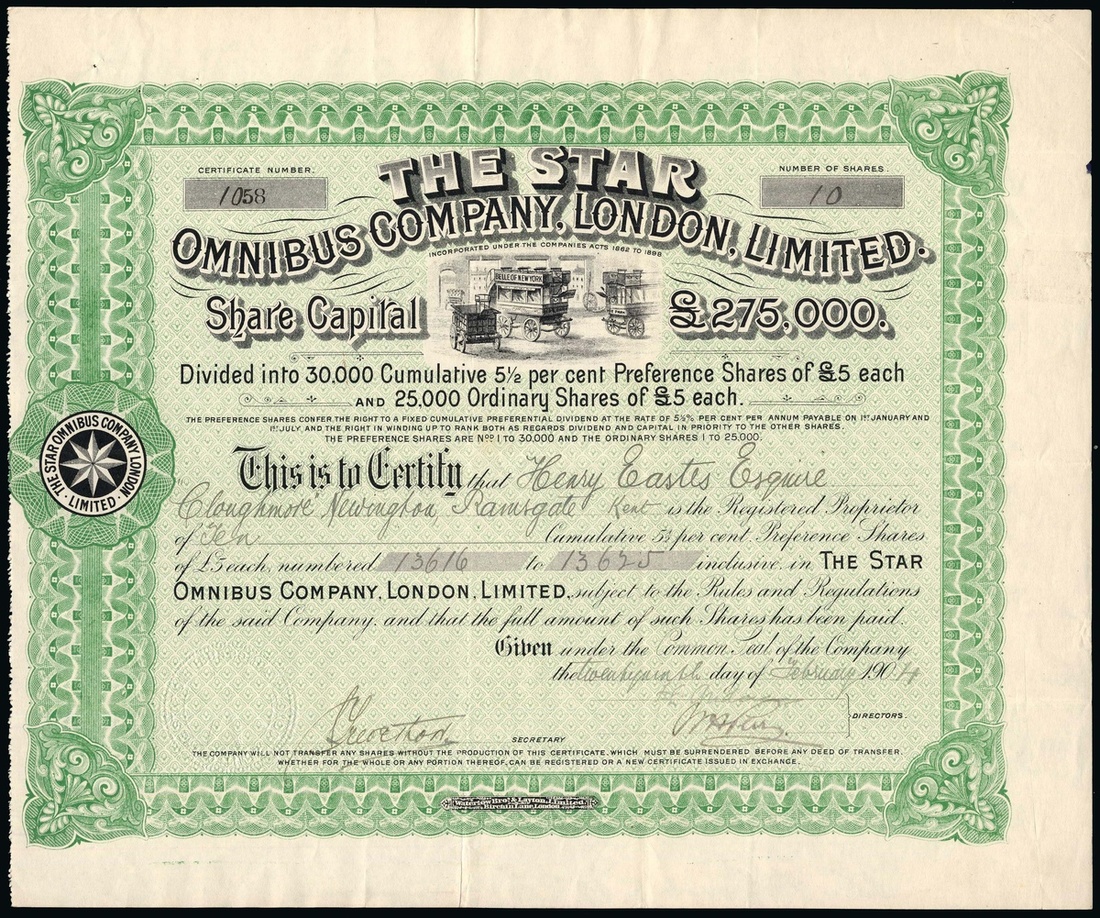 CERTIFICATE NUMBER.
1058
NUMBER OF SHARES
10
THE STAR
OMNIBUS COMPANY, LONDON, LIMITED.
INCORPORATED UNDER THE COMPANIES ACTS 1862 TO 1898
BELLE OF NEW YORK
Share Capital £275,000.
Divided into 30.000 Cumulative 5½ per cent Preference Shares of £5 each
AND 25,000 Ordinary Shares of £5 each.
THE PREFERENCE SHARES CONFER THE RIGHT TO A FIXED CUMULATIVE PREFERENTIAL DIVIDEND AT THE RATE OF 5½% PER CENT PER ANNUM PAYABLE ON 1st JANUARY AND
1st JULY, AND THE RIGHT IN WINDING UP TO RANK BOTH AS REGARDS DIVIDEND AND CAPITAL IN PRIORITY TO THE OTHER SHARES.
THE PREFERENCE SHARES ARE Nos 1 TO 30.000 AND THE ORDINARY SHARES 1 TO 25.000.
THE STAR OMNIBUS COMPANY LONDON
· LIMITED ·
This is to Certify that Henry Eastes Esquire
"Cloughmore" Newington Ramsgate Kent is the Registered Proprietor
of Ten Cumulative 5½ per cent. Preference Shares
of £5 each, numbered 13616 to 13625 inclusive, in THE STAR
OMNIBUS COMPANY, LONDON, LIMITED, subject to the Rules and Regulations
of the said Company, and that the full amount of such Shares has been paid.
Given under the Common Seal of the Company
the twentyninth day of February 1904
DIRECTORS.
SECRETARY
THE COMPANY WILL NOT TRANSFER ANY SHARES WITHOUT THE PRODUCTION OF THIS CERTIFICATE, WHICH MUST BE SURRENDERED BEFORE ANY DEED OF TRANSFER,
WHETHER FOR THE WHOLE OR ANY PORTION THEREOF, CAN BE REGISTERED OR A NEW CERTIFICATE ISSUED IN EXCHANGE.
Waterlow Bros & Layton, Limited.
Birchin Lane, London